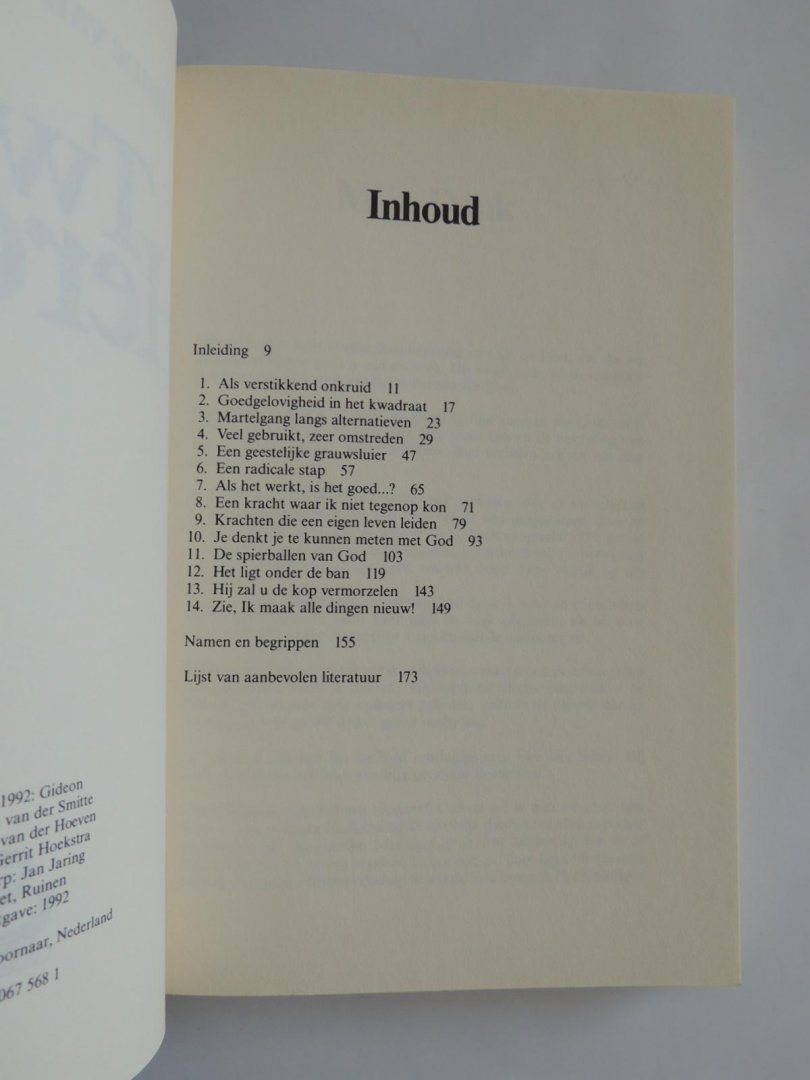 1992: Gideon
van der Smitte
van der Hoeven
Gerrit Hoekstra
Jan Jaring
Ruinen
1992
Nederland
067 568 1
Inhoud
Inleiding 9
1. Als verstikkend onkruid 11
2. Goedgelovigheid in het kwadraat 17
3. Martelgang langs alternatieven 23
4. Veel gebruikt, zeer omstreden 29
5. Een geestelijke grauwsluier 47
6. Een radicale stap 57
7. Als het werkt, is het goed...? 65
8. Een kracht waar ik niet tegenop kon 71
9. Krachten die een eigen leven leiden 79
10. Je denkt je te kunnen meten met God 93
11. De spierballen van God 103
12. Het ligt onder de ban 119
13. Hij zal u de kop vermorzelen 143
14. Zie, Ik maak alle dingen nieuw! 149
Namen en begrippen 155
Lijst van aanbevolen literatuur 173